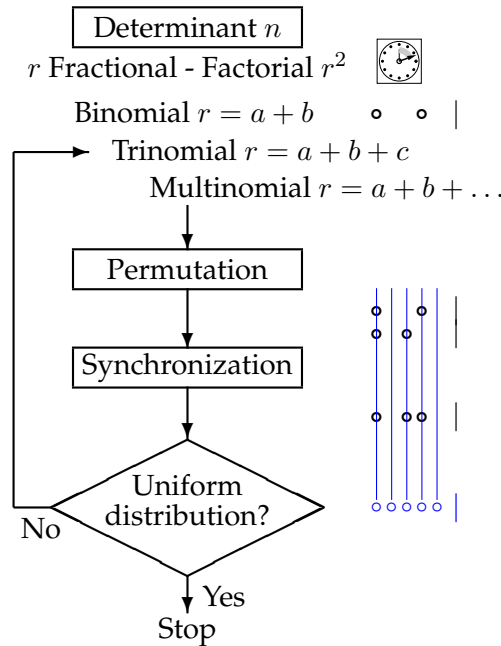 Determinant n
r Fractional - Factorial r²
Binomial r = a + b
Trinomial r = a + b + c
Multinomial r = a + b + ...
Permutation
Synchronization
Uniform
distribution?
No
Yes
Stop